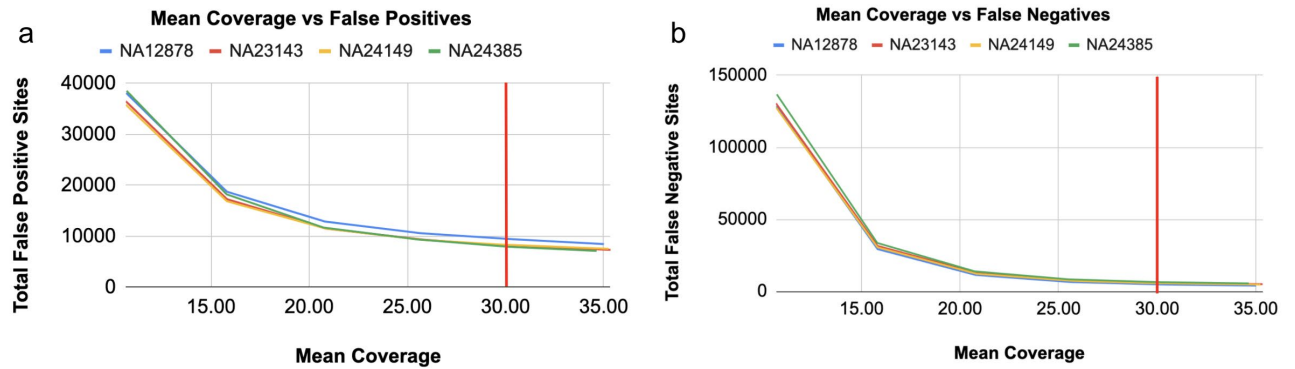 a
Mean Coverage vs False Positives
NA12878 NA23143 NA24149 NA24385
Total False Positive Sites
40000
30000
20000
10000
0
15.00 20.00 25.00 30.00 35.00
Mean Coverage
b
Mean Coverage vs False Negatives
NA12878 NA23143 NA24149 NA24385
Total False Negative Sites
150000
100000
50000
0
15.00 20.00 25.00 30.00 35.00
Mean Coverage